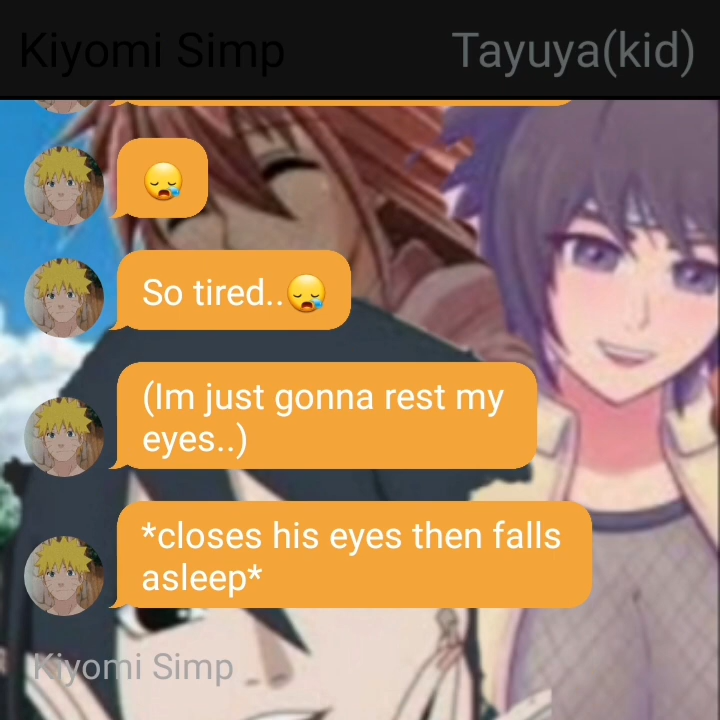 Kiyomi Simp
Tayuya(kid)
😪
So tired..😪
(Im just gonna rest my
eyes..)
*closes his eyes then falls
asleep*
Kiyomi Simp